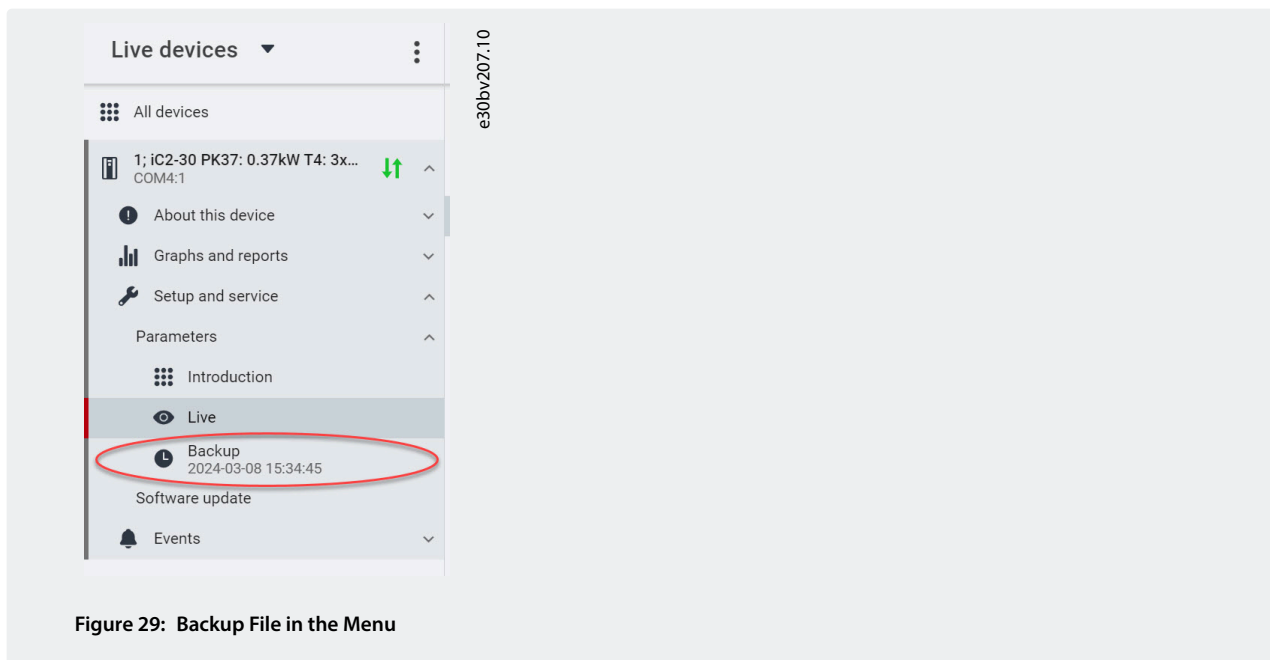 Live devices
e30bv207.10
All devices
1; iC2-30 PK37: 0.37kW T4: 3x...
COM4:1
About this device
Graphs and reports
Setup and service
Parameters
Introduction
Live
Backup
2024-03-08 15:34:45
Software update
Events
Figure 29: Backup File in the Menu